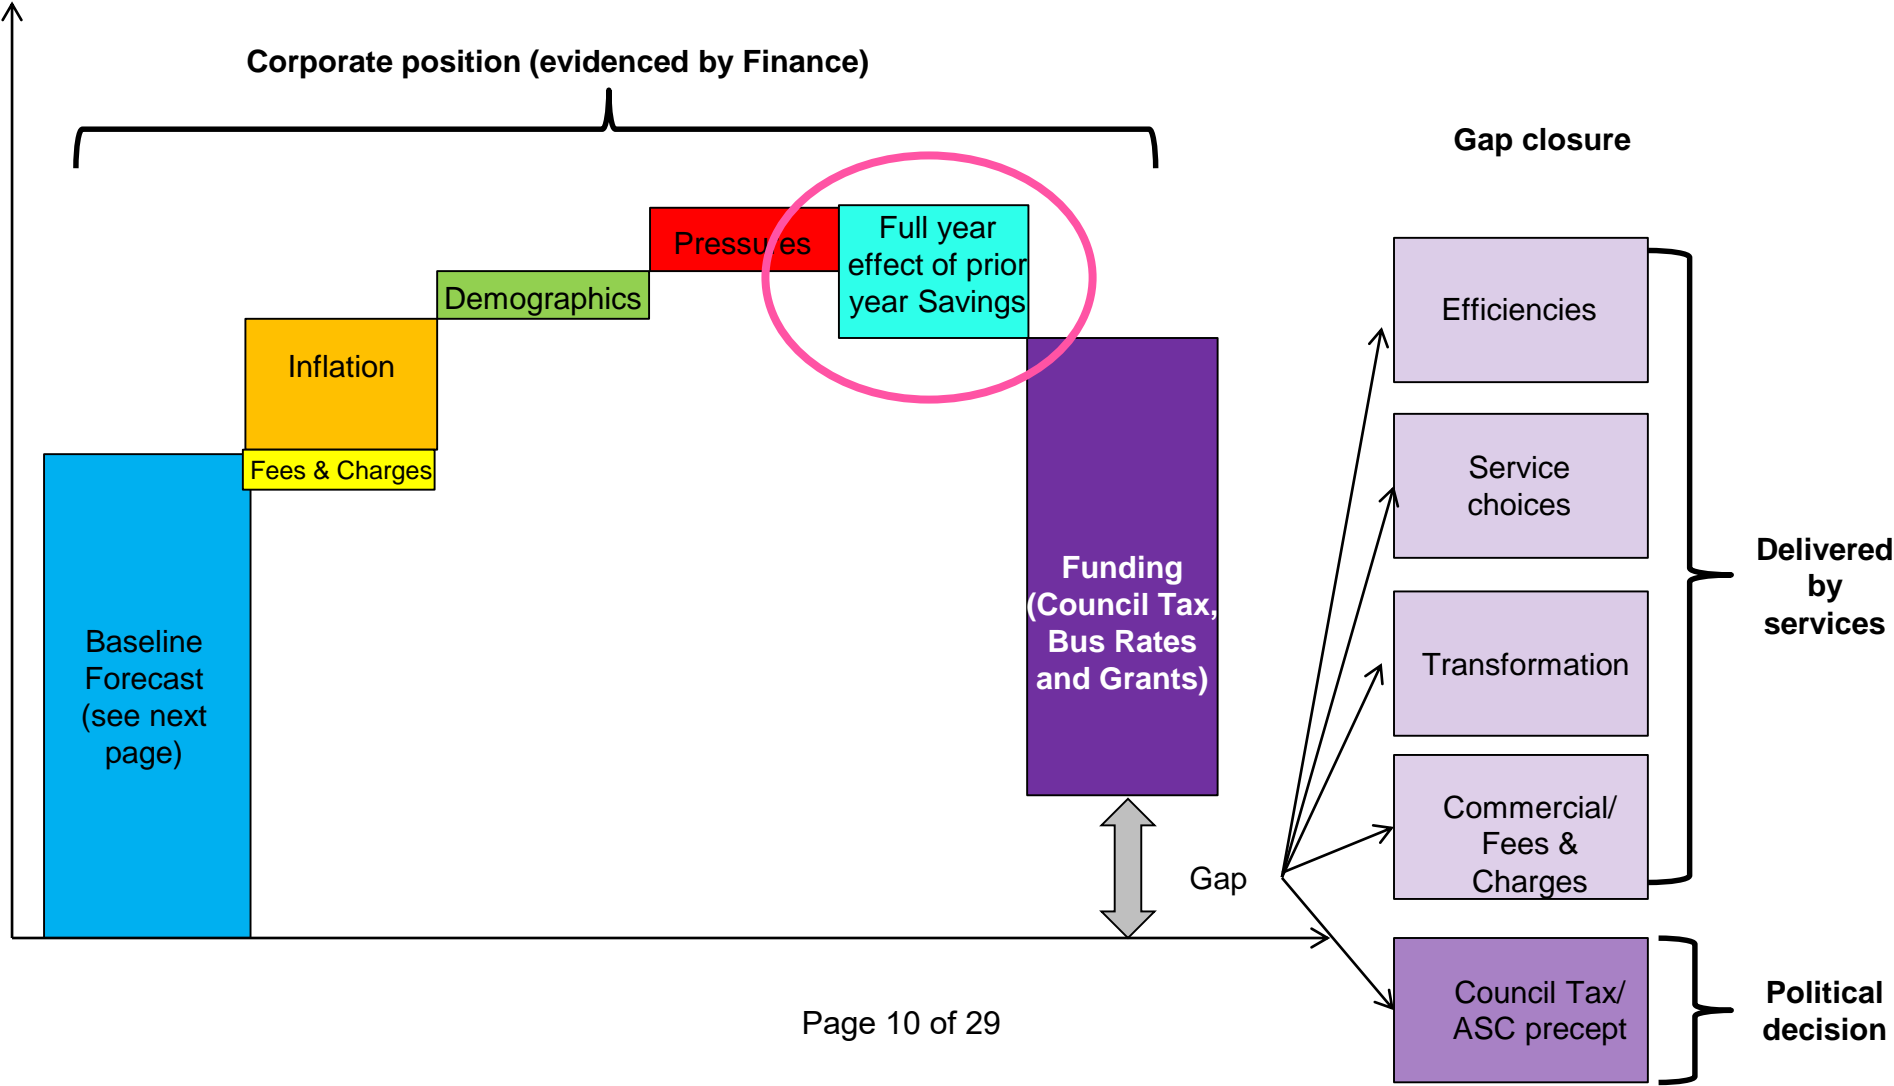 Corporate position (evidenced by Finance)
Gap closure
Baseline
Forecast
(see next
page)
Inflation
Fees & Charges
Demographics
Pressures
Full year
effect of prior
year Savings
Funding
(Council Tax,
Bus Rates
and Grants)
Gap
Efficiencies
Service
choices
Transformation
Commercial/
Fees &
Charges
Delivered
by
services
Council Tax/
ASC precept
Political
decision
Page 10 of 29